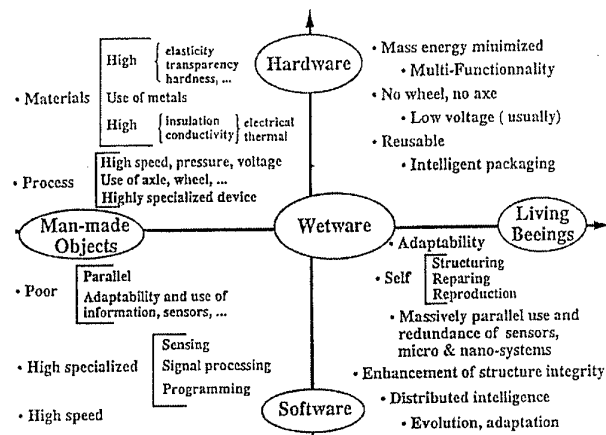 Hardware
High
elasticity
transparency
hardness, ...
• Materials
Use of metals
High
insulation
conductivity
electrical
thermal
• Process
High speed, pressure, voltage
Use of axle, wheel, ...
Highly specialized device
• Mass energy minimized
• Multi-Functionnality
• No wheel, no axe
• Low voltage ( usually)
• Reusable
• Intelligent packaging
Man-made
Objects
Wetware
Living
Beeings
• Poor
Parallel
Adaptability and use of
information, sensors, ...
• High specialized
Sensing
Signal processing
Programming
• High speed
• Adaptability
• Self
Structuring
Reparing
Reproduction
• Massively parallel use and
redundance of sensors,
micro & nano-systems
• Enhancement of structure integrity
• Distributed intelligence
• Evolution, adaptation
Software